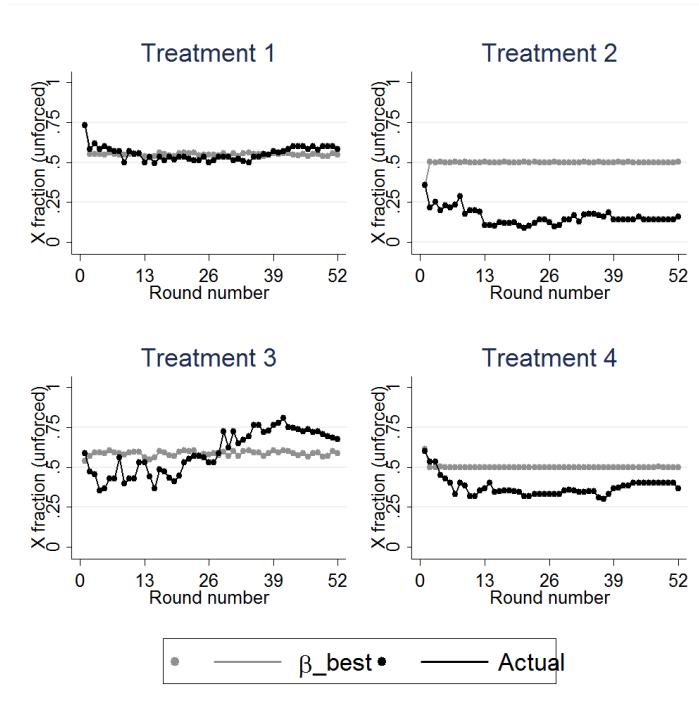 Treatment 1
X fraction (unforced)
0 .25 .5 .75 1
0 13 26 39 52
Round number
Treatment 2
X fraction (unforced)
0 .25 .5 .75 1
0 13 26 39 52
Round number
Treatment 3
X fraction (unforced)
0 .25 .5 .75 1
0 13 26 39 52
Round number
Treatment 4
X fraction (unforced)
0 .25 .5 .75 1
0 13 26 39 52
Round number
β_best Actual